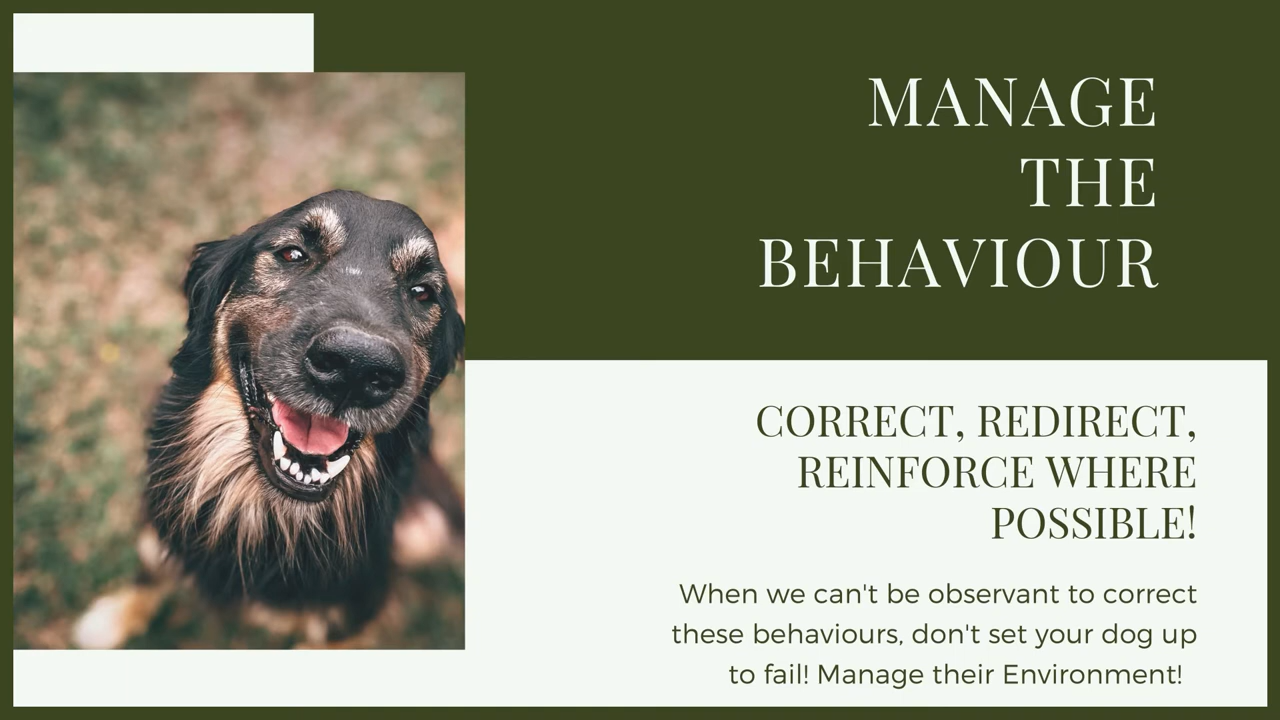 MANAGE
THE
BEHAVIOUR
CORRECT, REDIRECT,
REINFORCE WHERE
POSSIBLE!
When we can't be observant to correct
these behaviours, don't set your dog up
to fail! Manage their Environment!